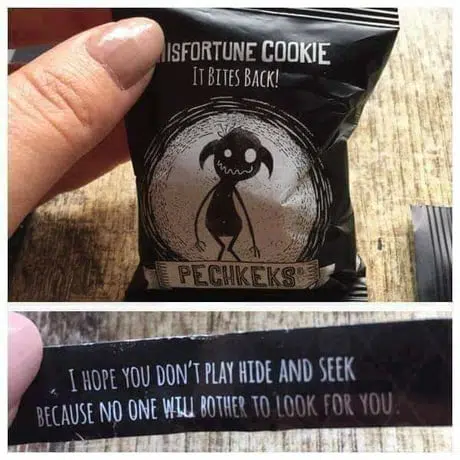 ISFORTUNE COOKIE
IT BITES BACK!
PECHKEKS®
I HOPE YOU DON'T PLAY HIDE AND SEEK
BECAUSE NO ONE WILL BOTHER TO LOOK FOR YOU.